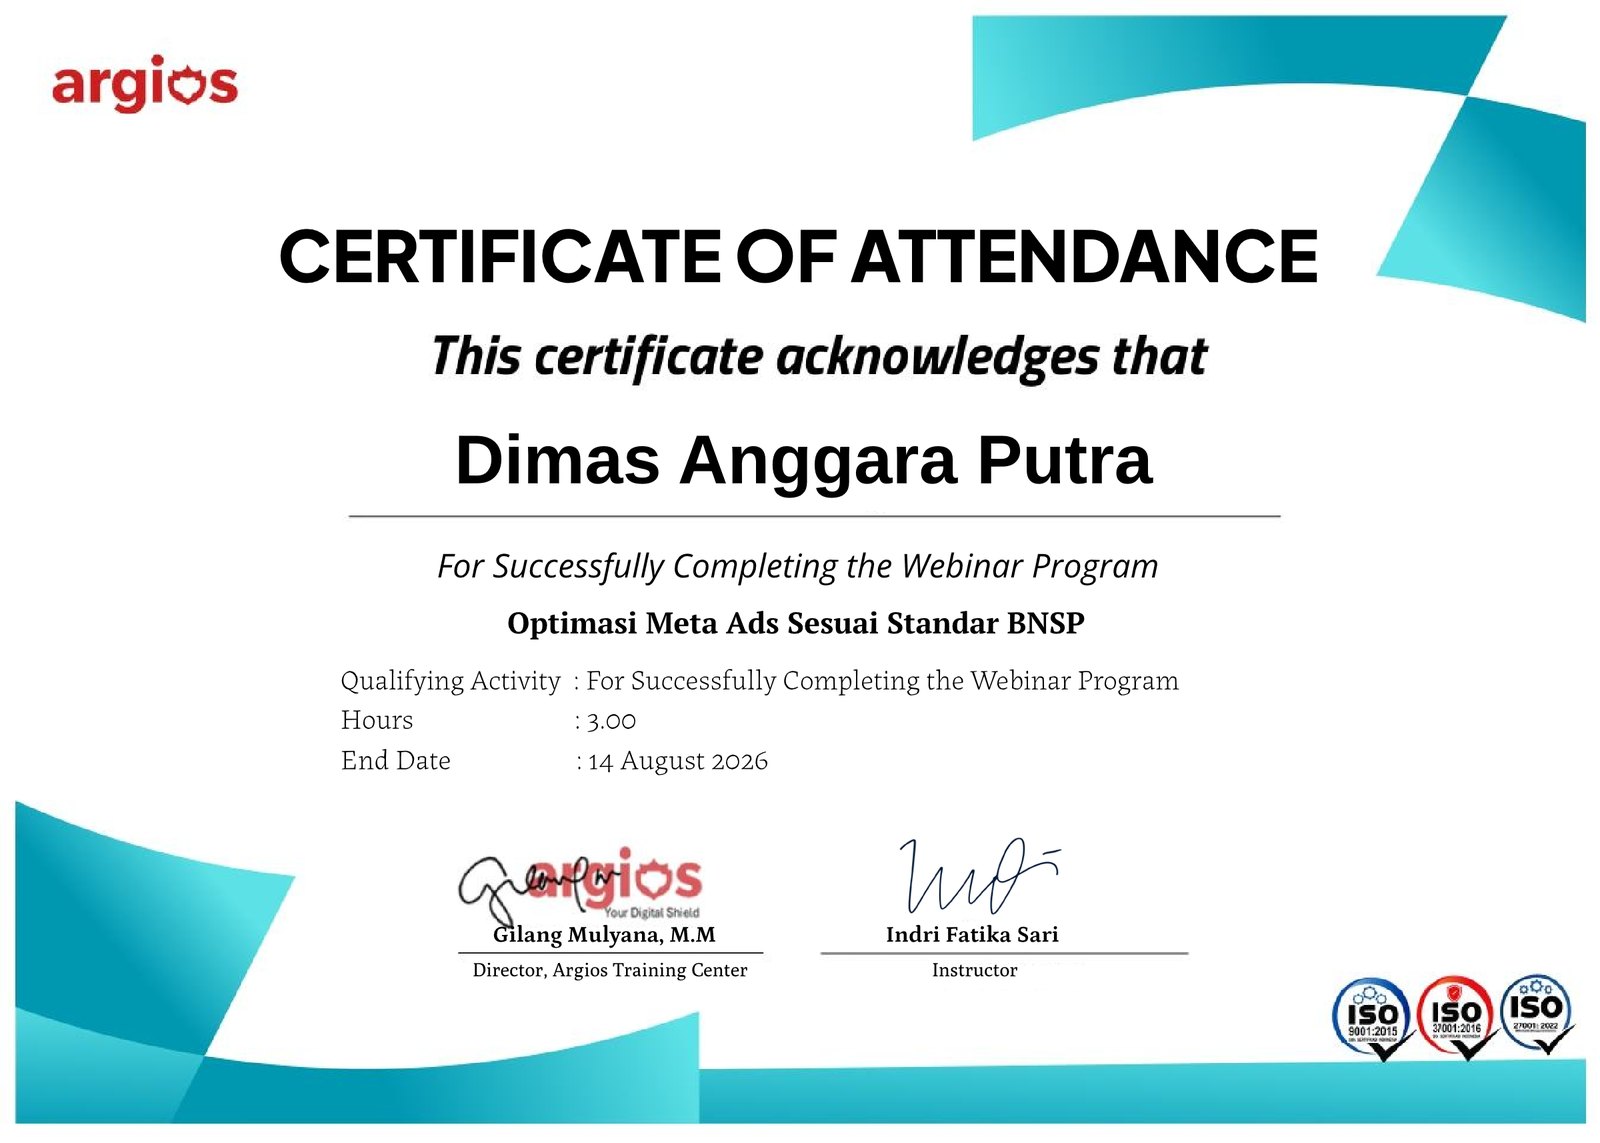 argios
CERTIFICATE OF ATTENDANCE
This certificate acknowledges that
Dimas Anggara Putra
For Successfully Completing the Webinar Program
Optimasi Meta Ads Sesuai Standar BNSP
Qualifying Activity : For Successfully Completing the Webinar Program
Hours : 3.00
End Date : 14 August 2026
argios
Your Digital Shield
Gilang Mulyana, M.M
Director, Argios Training Center
Indri Fatika Sari
Instructor
ISO
9001:2015
ISO
37001:2016
ISO
27001: 2022